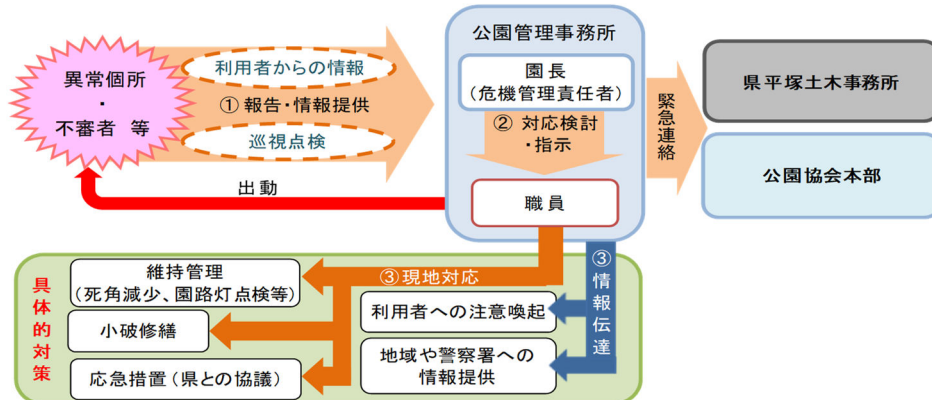 異常個所
・
不審者 等
利用者からの情報
① 報告・情報提供
巡視点検
出動
公園管理事務所
園長
(危機管理責任者)
② 対応検討
・指示
職員
緊急連絡
県平塚土木事務所
公園協会本部
具体的対策
維持管理
(死角減少、園路灯点検等)
小破修繕
応急措置(県との協議)
③現地対応
利用者への注意喚起
地域や警察署への
情報提供
③情報伝達